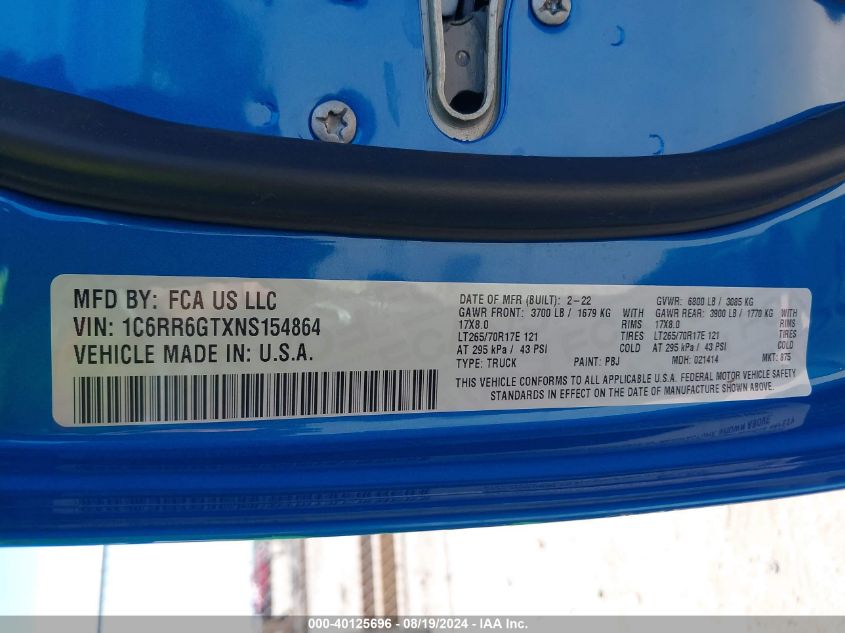 MFD BY: FCA US LLC
VIN: 1C6RR6GTXNS154864
VEHICLE MADE IN: U.S.A.
DATE OF MFR (BUILT): 2-22 GVWR: 6800 LB / 3085 KG
GAWR FRONT: 3700 LB / 1679 KG WITH GAWR REAR: 3900 LB / 1770 KG WITH
17X8.0 RIMS 17X8.0 RIMS
LT265/70R17E 121 TIRES LT265/70R17E 121 TIRES
AT 295 kPa / 43 PSI COLD AT 295 kPa / 43 PSI COLD
TYPE: TRUCK PAINT: PBJ MDH: 021414 MKT: 875
THIS VEHICLE CONFORMS TO ALL APPLICABLE U.S.A. FEDERAL MOTOR VEHICLE SAFETY
STANDARDS IN EFFECT ON THE DATE OF MANUFACTURE SHOWN ABOVE.
000-40125696 - 08/19/2024 - IAA Inc.